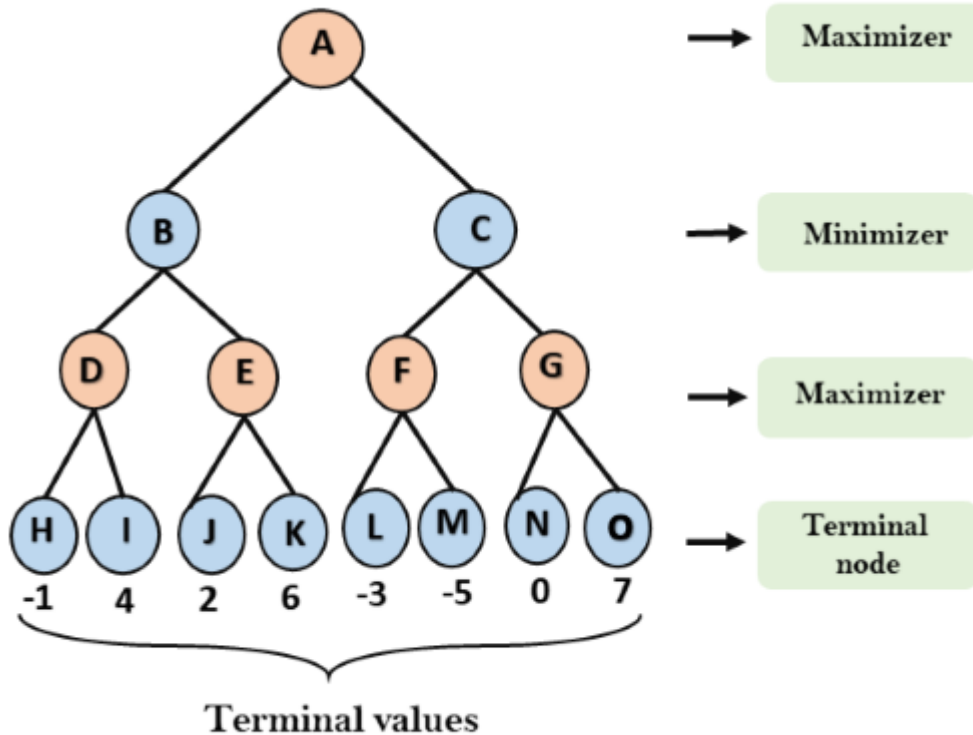 A
Maximizer
B
C
Minimizer
D
E
F
G
Maximizer
H
I
J
K
L
M
N
O
Terminal
node
-1
4
2
6
-3
-5
0
7
Terminal values